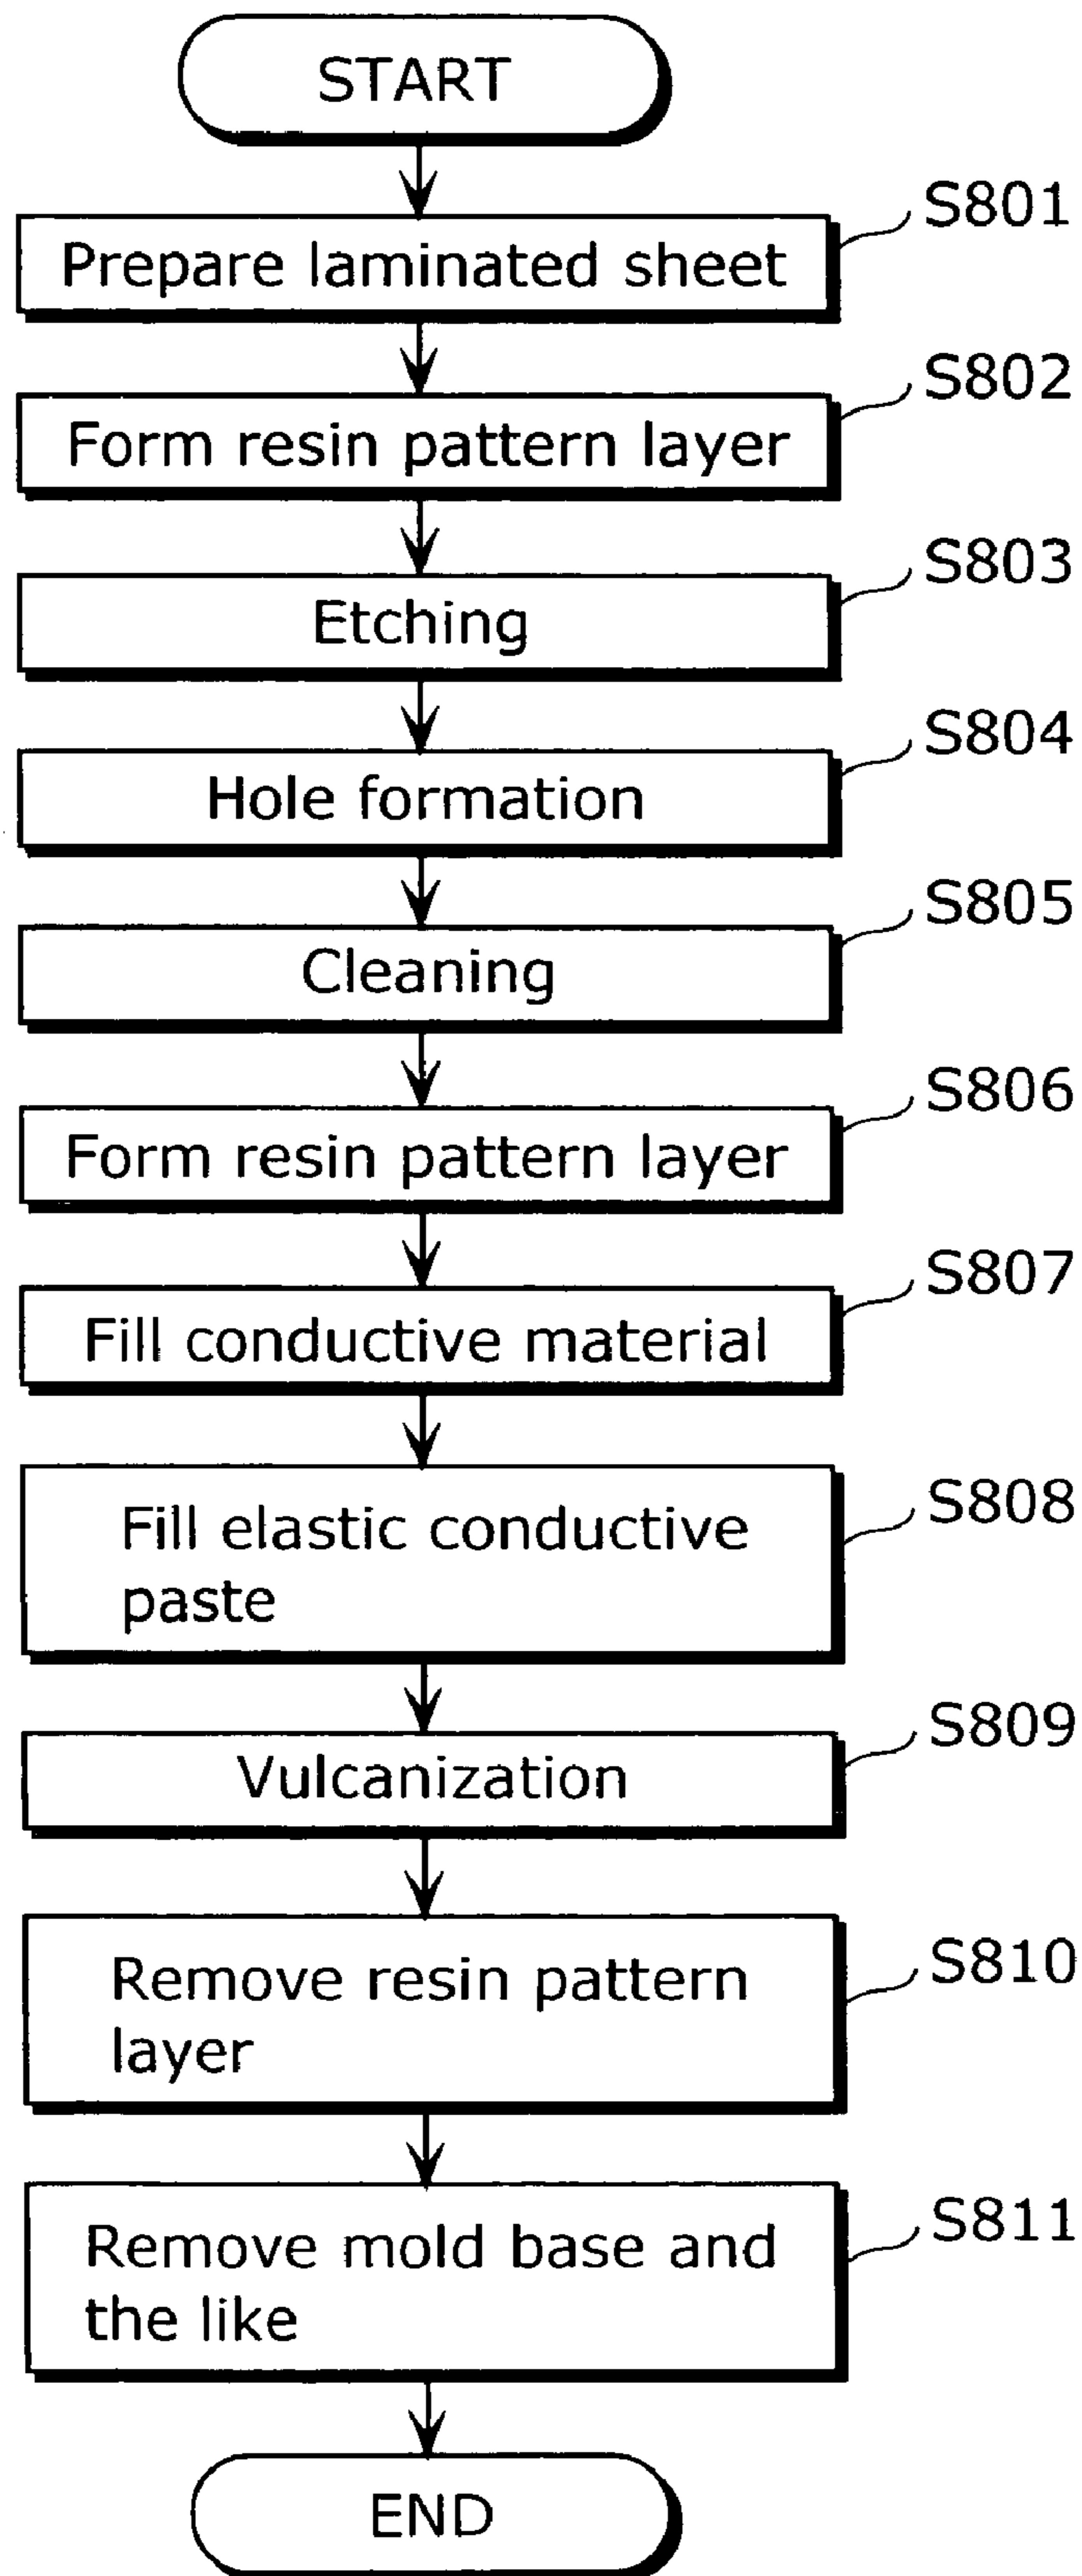 START
S801
Prepare laminated sheet
S802
Form resin pattern layer
S803
Etching
S804
Hole formation
S805
Cleaning
S806
Form resin pattern layer
S807
Fill conductive material
S808
Fill elastic conductive
paste
S809
Vulcanization
S810
Remove resin pattern
layer
S811
Remove mold base and
the like
END